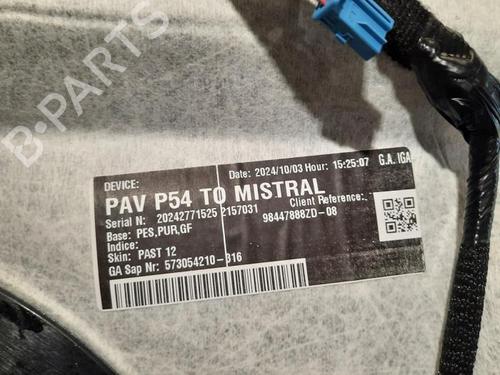 B-PARTS
DEVICE:
Date: 2024/10/03 Hour: 15:25:07 G.A. IGA
PAV P54 TO MISTRAL
Serial N: 20242771525 2157031
Client Reference:
Base: PES,PUR,GF
98447888ZD-08
Indice:
Skin: PAST 12
GA Sap Nr: 573054210-316